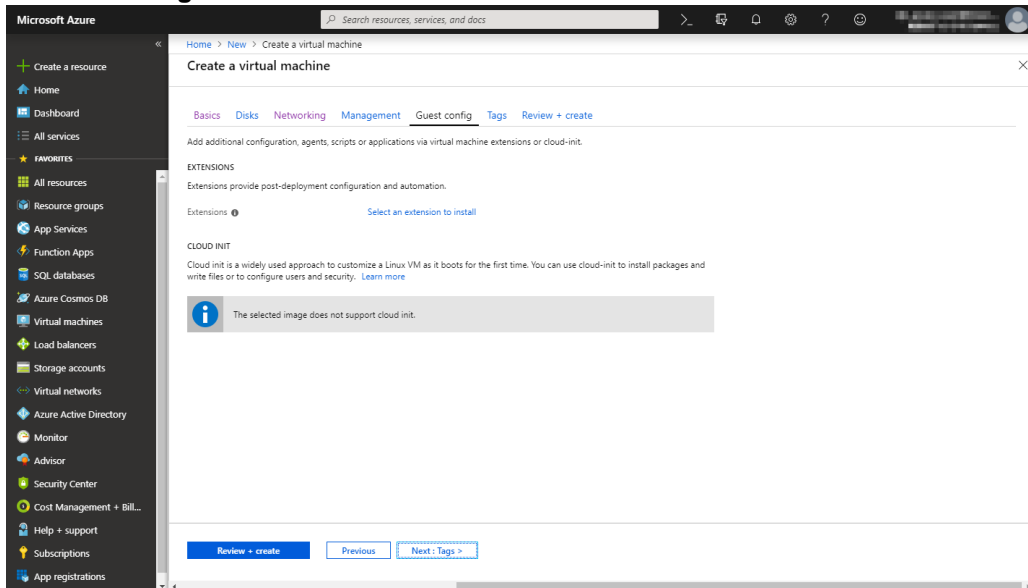 Microsoft Azure
Search resources, services, and docs
Home > New > Create a virtual machine
Create a virtual machine
Create a resource
Home
Dashboard
All services
FAVORITES
All resources
Resource groups
App Services
Function Apps
SQL databases
Azure Cosmos DB
Virtual machines
Load balancers
Storage accounts
Virtual networks
Azure Active Directory
Monitor
Advisor
Security Center
Cost Management + Bill...
Help + support
Subscriptions
App registrations
Basics Disks Networking Management Guest config Tags Review + create
Add additional configuration, agents, scripts or applications via virtual machine extensions or cloud-init.
EXTENSIONS
Extensions provide post-deployment configuration and automation.
Extensions Select an extension to install
CLOUD INIT
Cloud init is a widely used approach to customize a Linux VM as it boots for the first time. You can use cloud-init to install packages and
write files or to configure users and security. Learn more
The selected image does not support cloud init.
Review + create Previous Next : Tags >